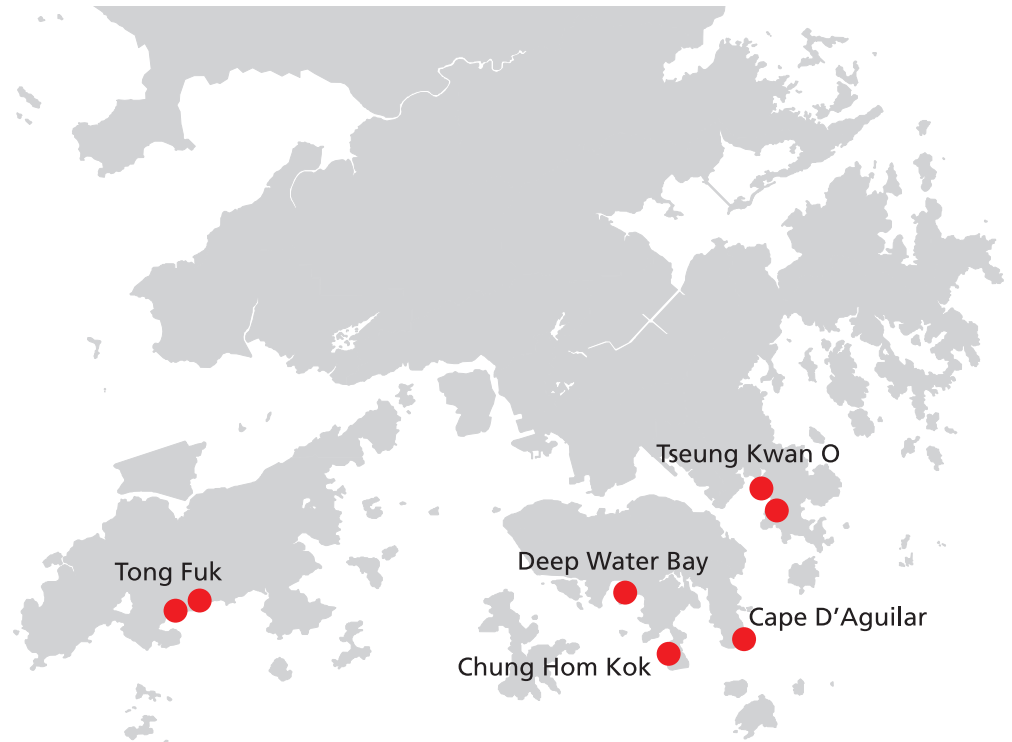 Tseung Kwan O
Deep Water Bay
Tong Fuk
Cape D’Aguilar
Chung Hom Kok